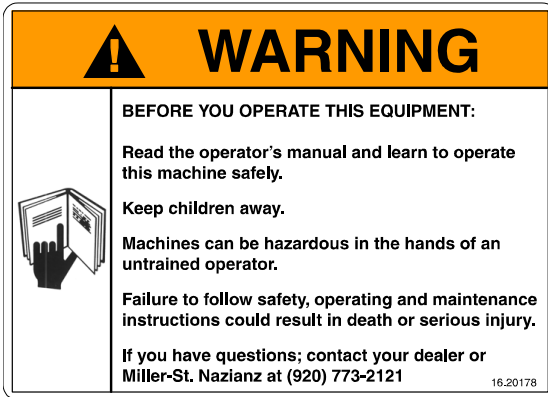 WARNING
BEFORE YOU OPERATE THIS EQUIPMENT:
Read the operator's manual and learn to operate
this machine safely.
Keep children away.
Machines can be hazardous in the hands of an
untrained operator.
Failure to follow safety, operating and maintenance
instructions could result in death or serious injury.
If you have questions; contact your dealer or
Miller-St. Nazianz at (920) 773-2121
16.20178